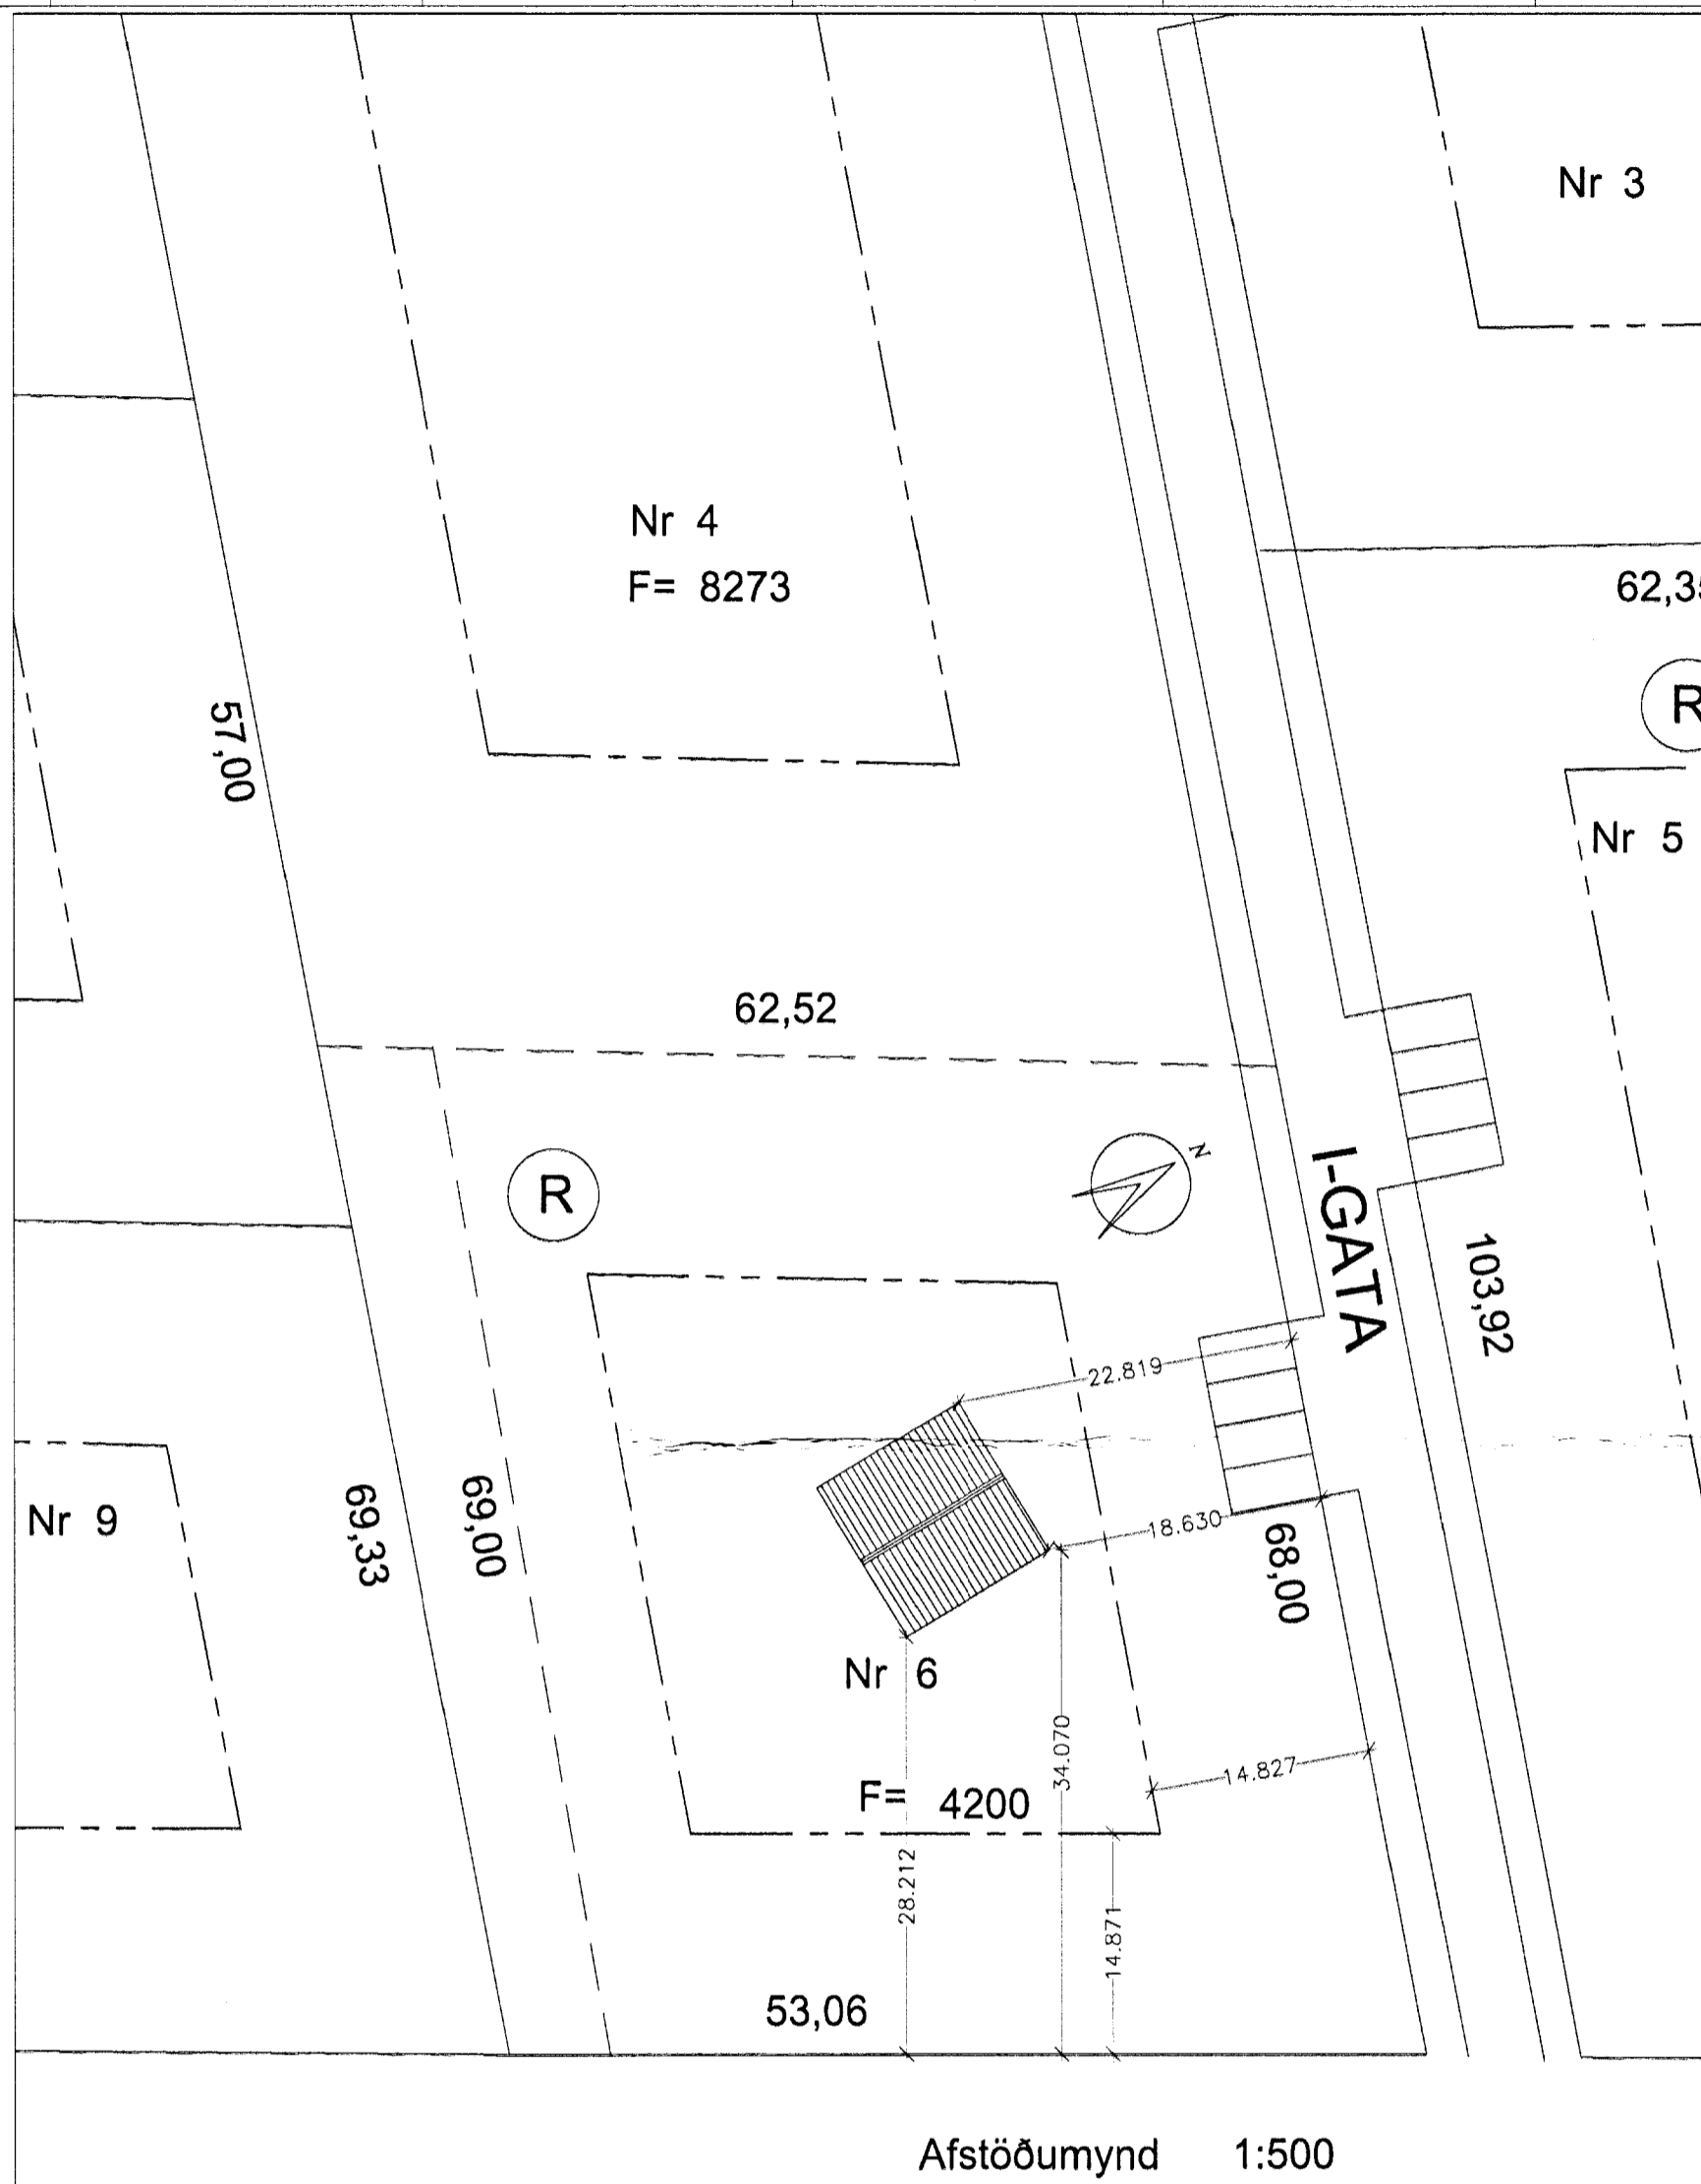 Nr 3
Nr 4
F= 8273
R
Nr 5
57,00
62,52
N
R
I-GATA
103,92
22.819
Nr 9
69,33
69,00
18.630
68,00
Nr 6
34.070
14.827
F= 4200
28.212
14.871
53,06
Afstöðumynd 1:500